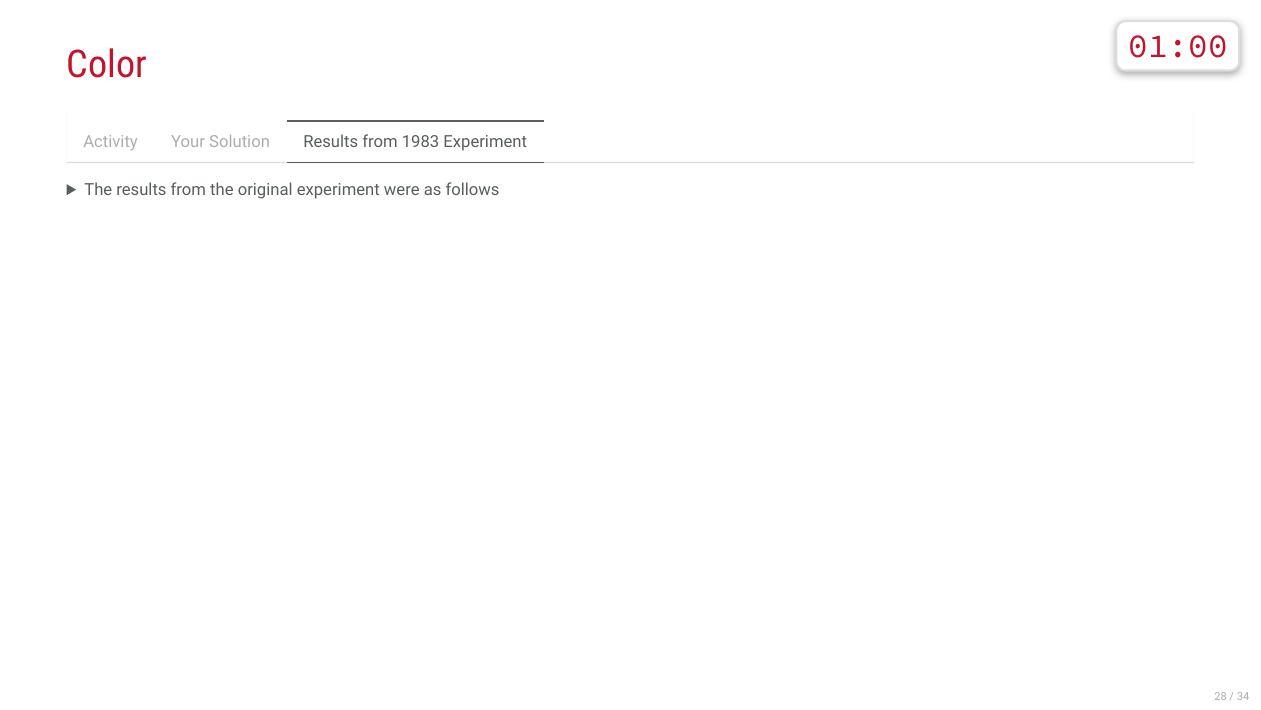 Color
01:00
Activity
Your Solution
Results from 1983 Experiment
The results from the original experiment were as follows
28 / 34